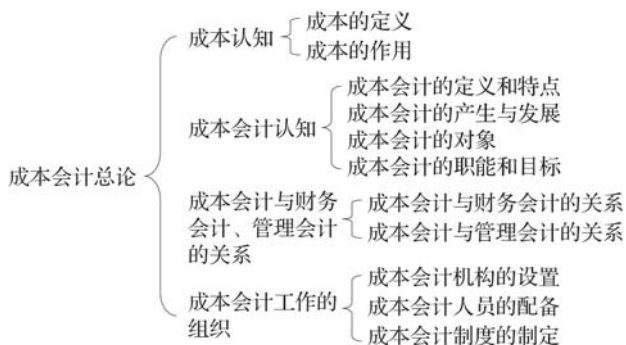 成本会计总论
成本认知
成本的定义
成本的作用
成本会计认知
成本会计的定义和特点
成本会计的产生与发展
成本会计的对象
成本会计的职能和目标
成本会计与财务
会计、管理会计
的关系
成本会计与财务会计的关系
成本会计与管理会计的关系
成本会计工作的
组织
成本会计机构的设置
成本会计人员的配备
成本会计制度的制定